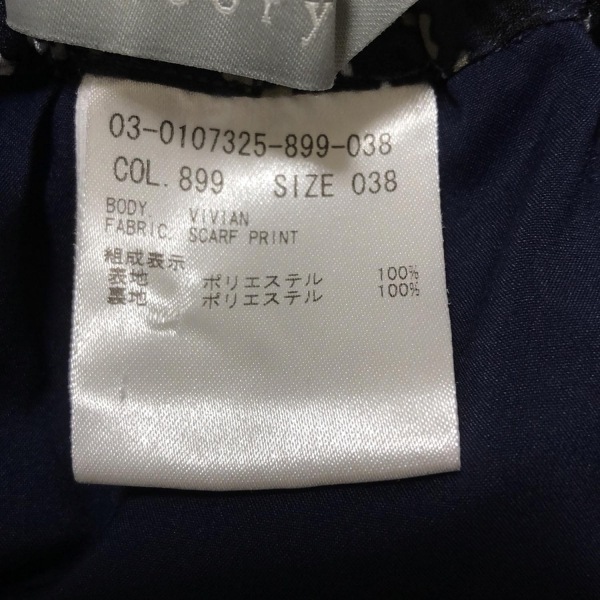 03-0107325-899-038
COL. 899 SIZE 038
BODY. VIVIAN
FABRIC. SCARF PRINT
組成表示
表地 ポリエステル 100%
裏地 ポリエステル 100%